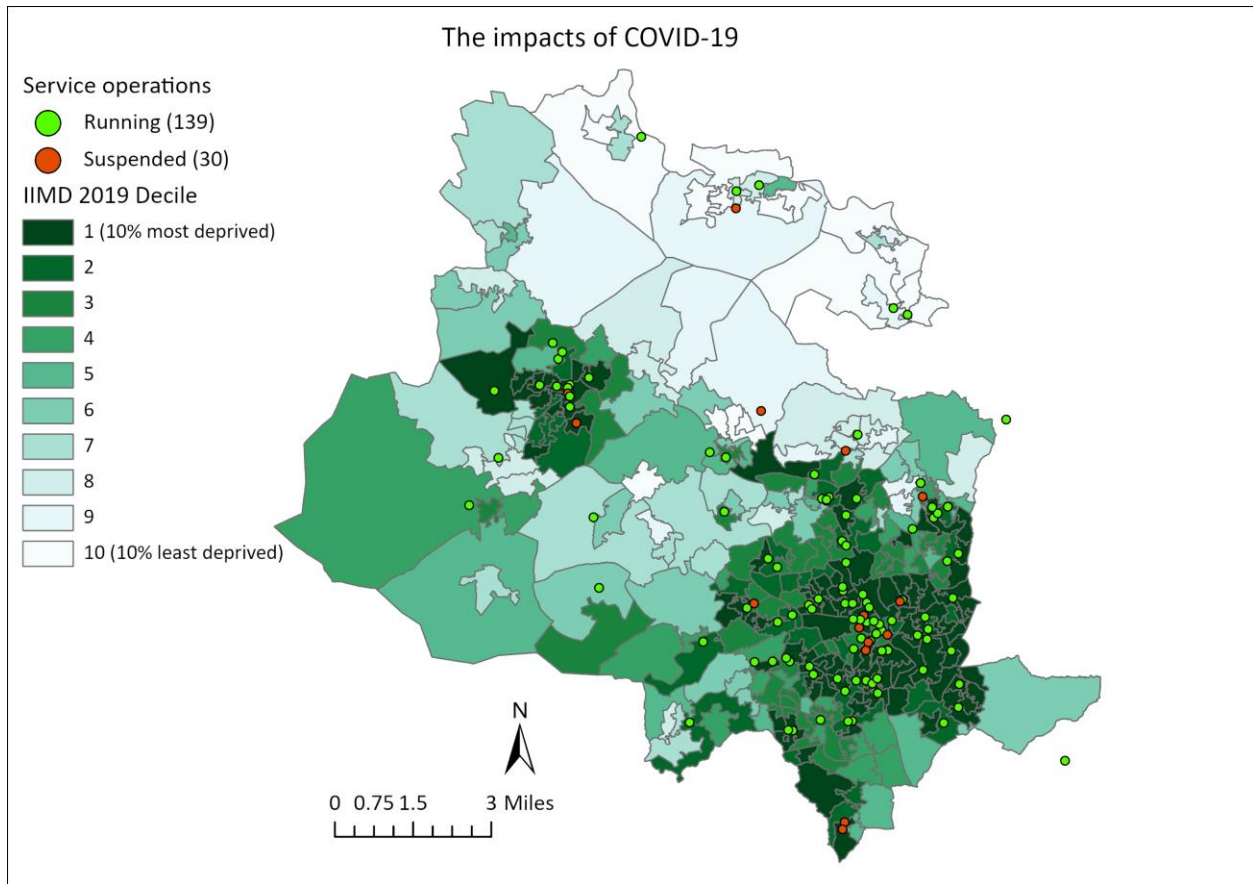 The impacts of COVID-19
Service operations
Running (139)
Suspended (30)
IIMD 2019 Decile
1 (10% most deprived)
2
3
4
5
6
7
8
9
10 (10% least deprived)
N
0 0.75 1.5 3 Miles